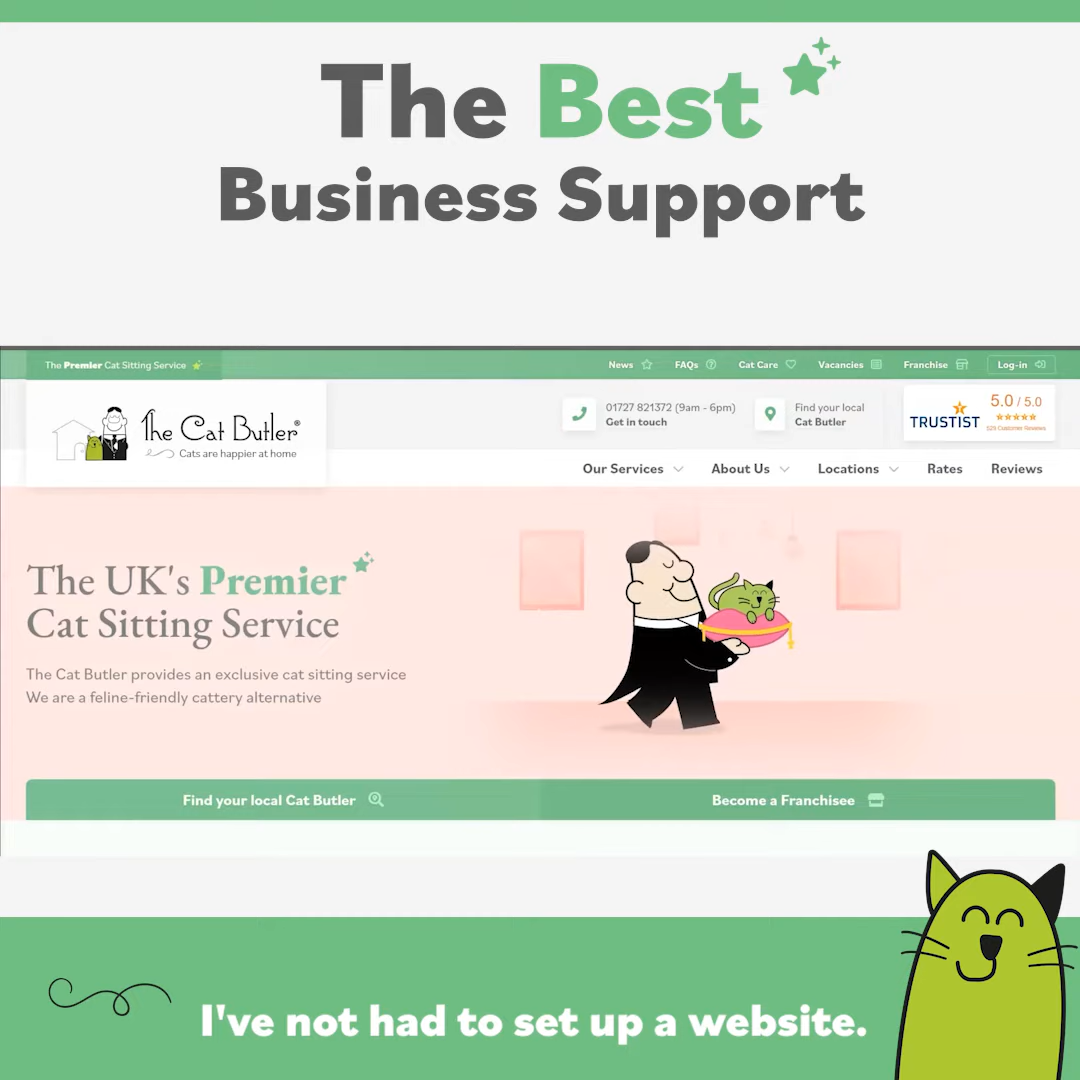 The Best
Business Support
The Premier Cat Sitting Service
News
FAQs
Cat Care
Vacancies
Franchise
Log-in
The Cat Butler®
Cats are happier at home
01727 821372 (9am - 6pm)
Get in touch
Find your local
Cat Butler
TRUSTIST
5.0 / 5.0
529 Customer Reviews
Our Services
About Us
Locations
Rates
Reviews
The UK's Premier
Cat Sitting Service
The Cat Butler provides an exclusive cat sitting service
We are a feline-friendly cattery alternative
Find your local Cat Butler
Become a Franchisee
I've not had to set up a website.